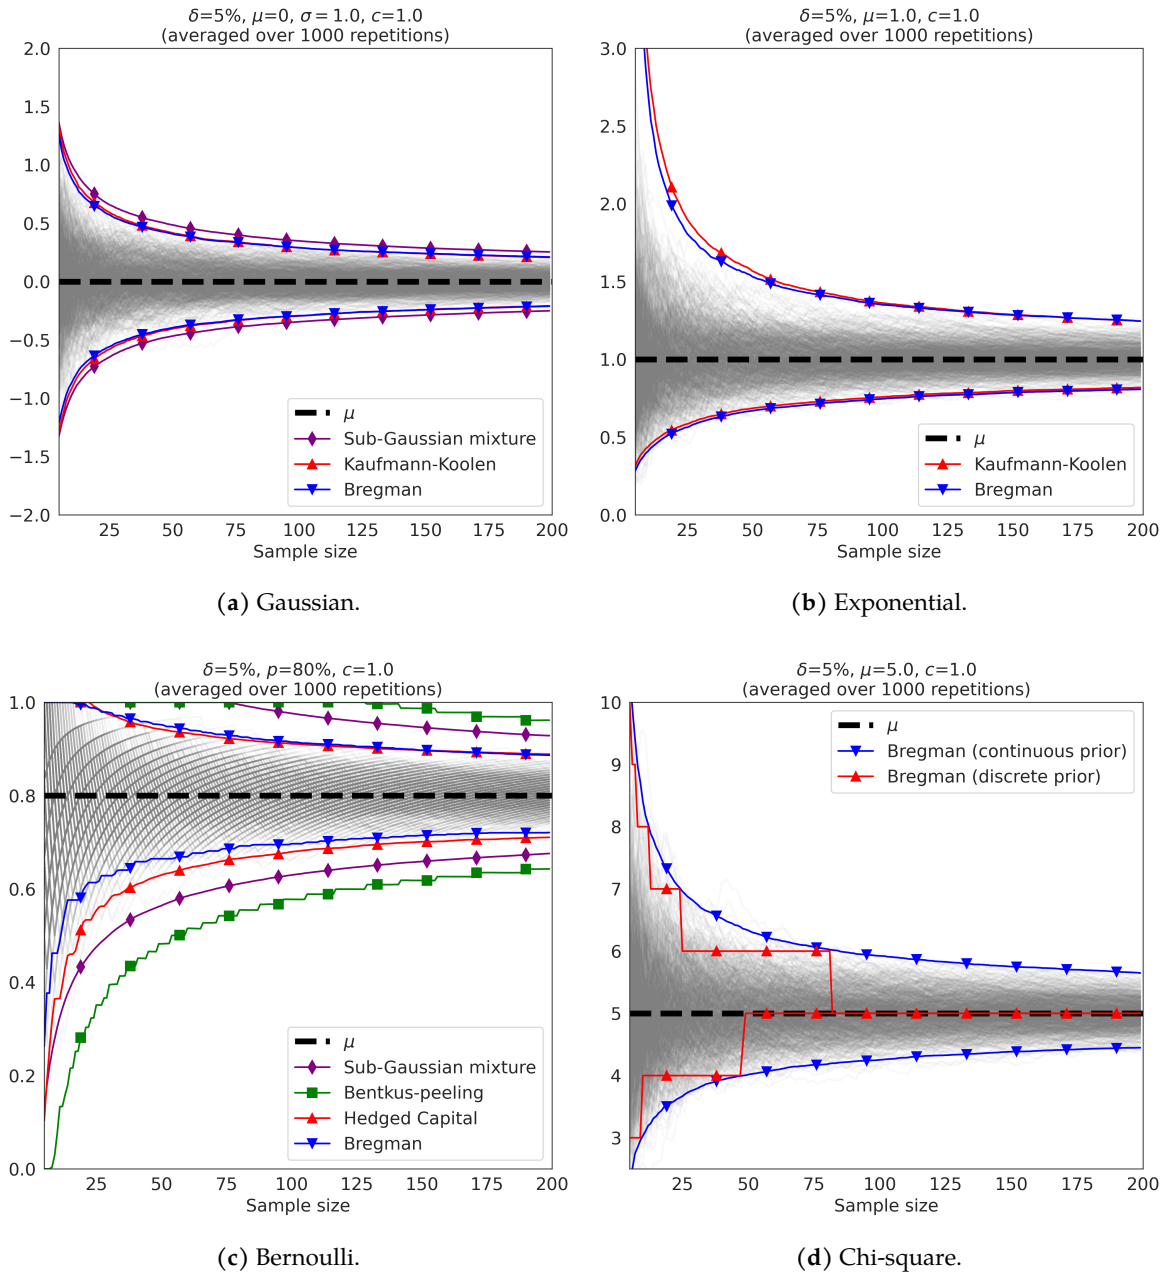 δ=5%, μ=0, σ = 1.0, c=1.0
(averaged over 1000 repetitions)
2.0
1.5
1.0
0.5
0.0
−0.5
−1.0
−1.5
−2.0
μ
Sub-Gaussian mixture
Kaufmann-Koolen
Bregman
25 50 75 100 125 150 175 200
Sample size
(a) Gaussian.
δ=5%, μ=1.0, c=1.0
(averaged over 1000 repetitions)
3.0
2.5
2.0
1.5
1.0
0.5
0.0
μ
Kaufmann-Koolen
Bregman
25 50 75 100 125 150 175 200
Sample size
(b) Exponential.
δ=5%, p=80%, c=1.0
(averaged over 1000 repetitions)
1.0
0.8
0.6
0.4
0.2
0.0
μ
Sub-Gaussian mixture
Bentkus-peeling
Hedged Capital
Bregman
25 50 75 100 125 150 175 200
Sample size
(c) Bernoulli.
δ=5%, μ=5.0, c=1.0
(averaged over 1000 repetitions)
10
9
8
7
6
5
4
3
μ
Bregman (continuous prior)
Bregman (discrete prior)
25 50 75 100 125 150 175 200
Sample size
(d) Chi-square.